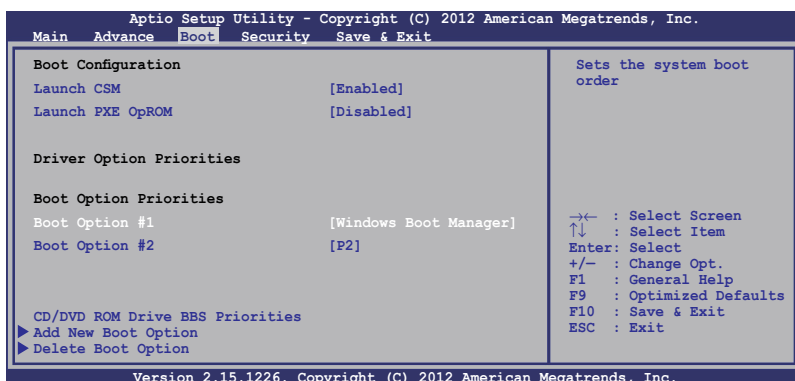 Aptio Setup Utility - Copyright (C) 2012 American Megatrends, Inc.
Main Advance Boot Security Save & Exit
Boot Configuration
Launch CSM [Enabled]
Launch PXE OpROM [Disabled]
Driver Option Priorities
Boot Option Priorities
Boot Option #1 [Windows Boot Manager]
Boot Option #2 [P2]
CD/DVD ROM Drive BBS Priorities
Add New Boot Option
Delete Boot Option
Sets the system boot
order
→← : Select Screen
↑↓ : Select Item
Enter: Select
+/— : Change Opt.
F1 : General Help
F9 : Optimized Defaults
F10 : Save & Exit
ESC : Exit
Version 2.15.1226. Copyright (C) 2012 American Megatrends, Inc.